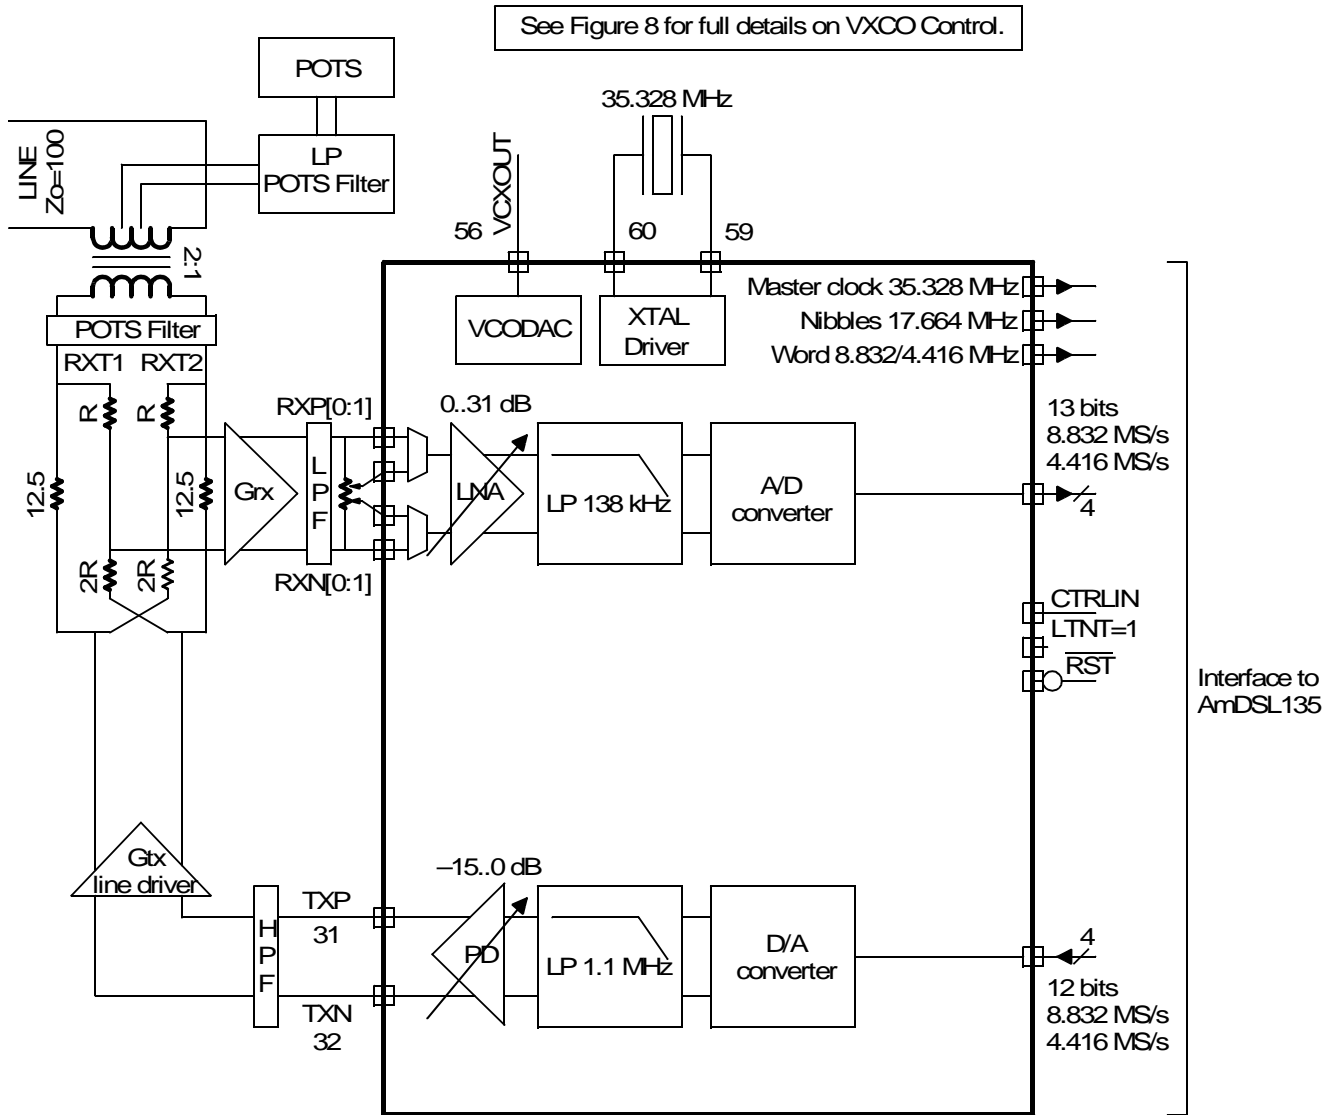 See Figure 8 for full details on VXCO Control.
POTS
35.328 MHz
LINE
Zo=100
LP
POTS Filter
VCXOUT
56
60
59
2:1
Master clock 35.328 MHz
Nibbles 17.664 MHz
Word 8.832/4.416 MHz
VCODAC
XTAL
Driver
POTS Filter
RXT1
RXT2
R
R
RXP[0:1]
0..31 dB
13 bits
8.832 MS/s
4.416 MS/s
12.5
12.5
Grx
LPF
LNA
LP 138 kHz
A/D
converter
4
2R
2R
RXN[0:1]
CTRLIN
LTNT=1
RST
Interface to
AmDSL135
Gtx
line driver
–15..0 dB
HPF
TXP
31
PD
LP 1.1 MHz
D/A
converter
4
TXN
32
12 bits
8.832 MS/s
4.416 MS/s